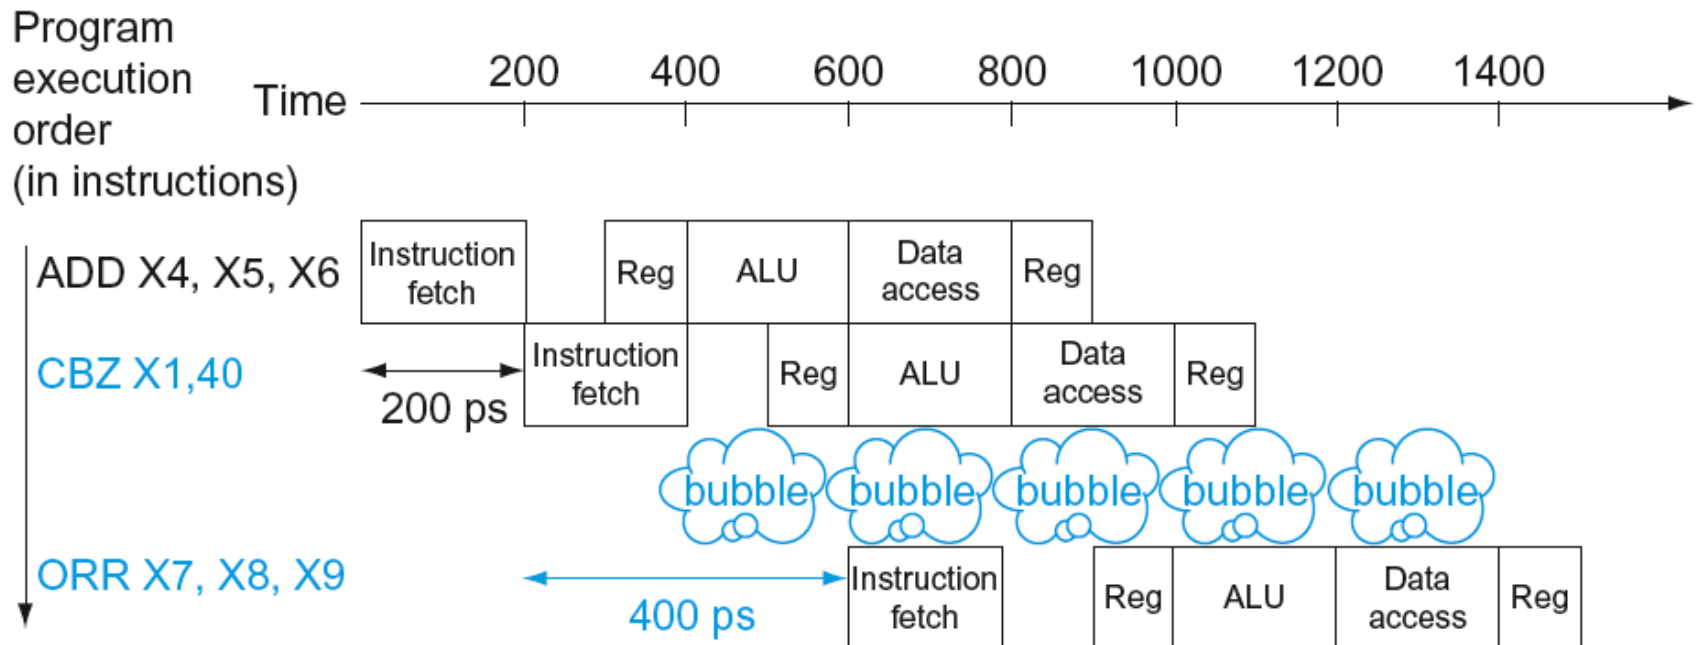 Program
execution
order
(in instructions)
Time
200 400 600 800 1000 1200 1400
ADD X4, X5, X6
Instruction
fetch
Reg
ALU
Data
access
Reg
CBZ X1,40
200 ps
Instruction
fetch
Reg
ALU
Data
access
Reg
bubble bubble bubble bubble bubble
ORR X7, X8, X9
400 ps
Instruction
fetch
Reg
ALU
Data
access
Reg